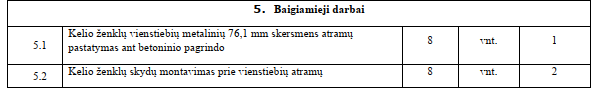 5. Baigiamieji darbai
5.1 Kelio ženklų vienstiebių metalinių 76,1 mm skersmens atramų pastatymas ant betoninio pagrindo 8 vnt. 1
5.2 Kelio ženklų skydų montavimas prie vienstiebių atramų 8 vnt. 2